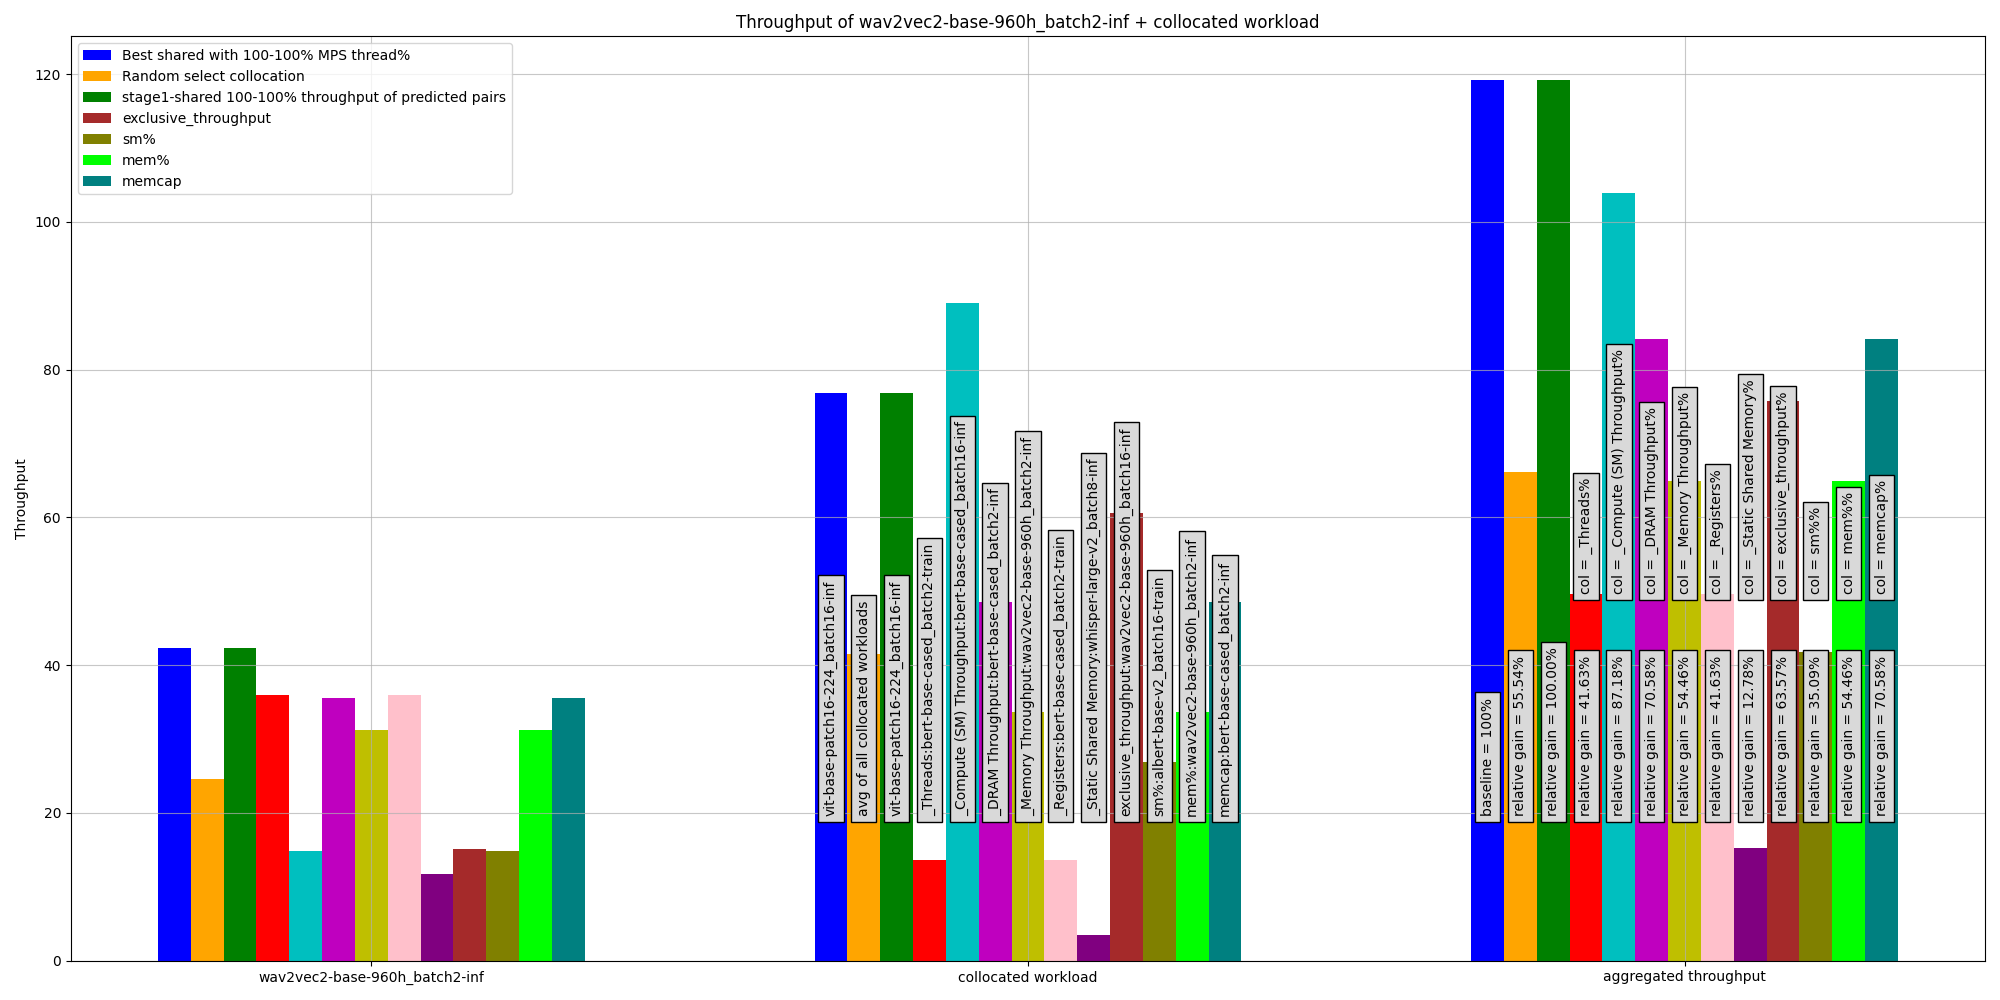 Throughput of wav2vec2-base-960h_batch2-inf + collocated workload
Best shared with 100-100% MPS thread%
Random select collocation
stage1-shared 100-100% throughput of predicted pairs
exclusive_throughput
sm%
mem%
memcap
Throughput
120
100
80
60
40
20
0
vit-base-patch16-224_batch16-inf
avg of all collocated workloads
vit-base-patch16-224_batch16-inf
_Threads:bert-base-cased_batch2-train
_Compute (SM) Throughput:bert-base-cased_batch16-inf
_DRAM Throughput:bert-base-cased_batch2-inf
_Memory Throughput:wav2vec2-base-960h_batch2-inf
_Registers:bert-base-cased_batch2-train
_Static Shared Memory:whisper-large-v2_batch8-inf
exclusive_throughput:wav2vec2-base-960h_batch16-inf
sm%:albert-base-v2_batch16-train
mem%:wav2vec2-base-960h_batch2-inf
memcap:bert-base-cased_batch2-inf
col = _Threads%
col = _Compute (SM) Throughput%
col = _DRAM Throughput%
col = _Memory Throughput%
col = _Registers%
col = _Static Shared Memory%
col = exclusive_throughput%
col = sm%%
col = mem%%
col = memcap%
baseline = 100%
relative gain = 55.54%
relative gain = 100.00%
relative gain = 41.63%
relative gain = 87.18%
relative gain = 70.58%
relative gain = 54.46%
relative gain = 41.63%
relative gain = 12.78%
relative gain = 63.57%
relative gain = 35.09%
relative gain = 54.46%
relative gain = 70.58%
wav2vec2-base-960h_batch2-inf
collocated workload
aggregated throughput